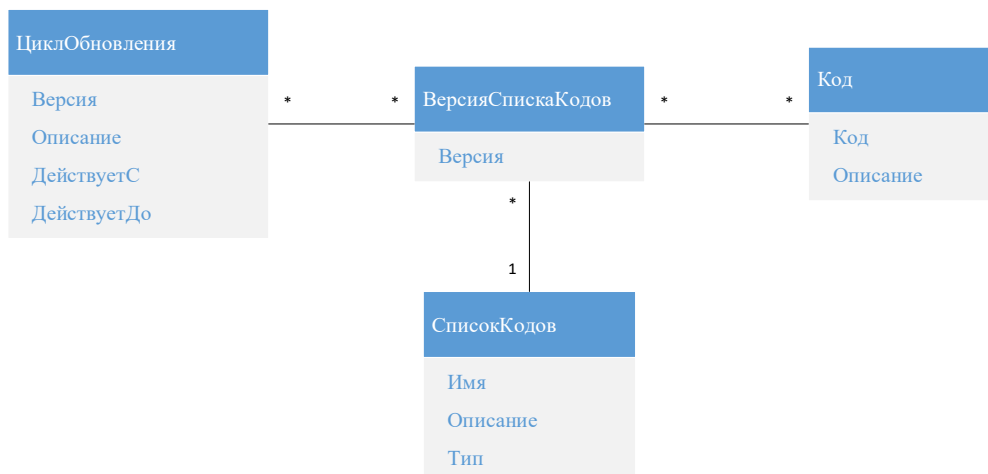 ЦиклОбновления
Версия
Описание
ДействуетС
ДействуетДо
*
*
ВерсияСпискаКодов
Версия
*
*
Код
Код
Описание
*
1
СписокКодов
Имя
Описание
Тип